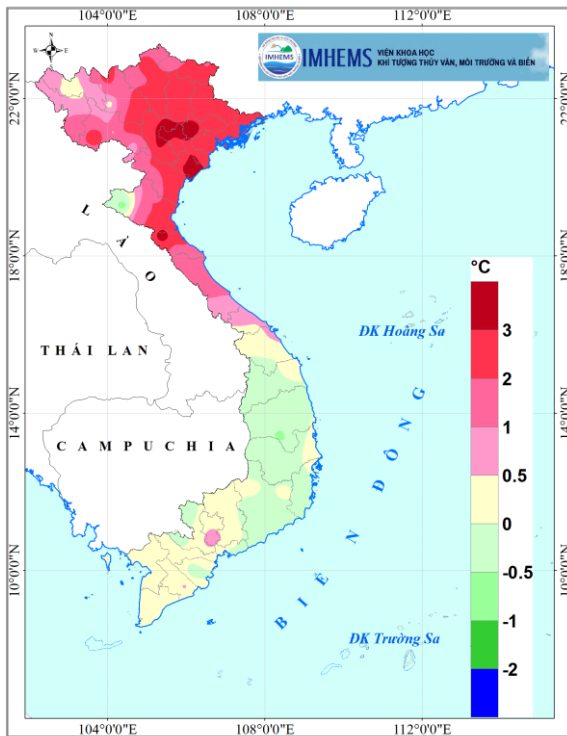 104°0'0"E 108°0'0"E 112°0'0"E
N
W E
S
IMHEMS VIỆN KHOA HỌC
KHÍ TƯỢNG THỦY VĂN, MÔI TRƯỜNG VÀ BIỂN
22°0'0"N
22°0'0"N
L À O
18°0'0"N
18°0'0"N
°C
3
2
1
0.5
0
-0.5
-1
-2
ĐK Hoàng Sa
THÁI LAN
14°0'0"N
14°0'0"N
CAMPUCHIA
BIỂN ĐÔNG
10°0'0"N
10°0'0"N
ĐK Trường Sa
104°0'0"E 108°0'0"E 112°0'0"E